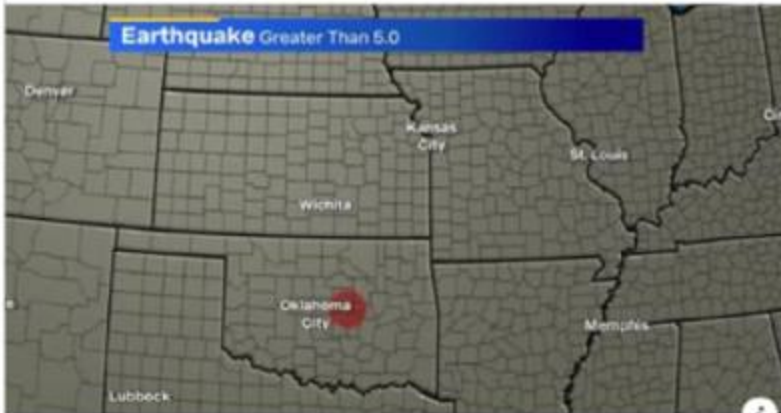 Earthquake Greater Than 5.0
Denver
Kansas
City
St. Louis
Wichita
Oklahoma
City
Memphis
Lubbock